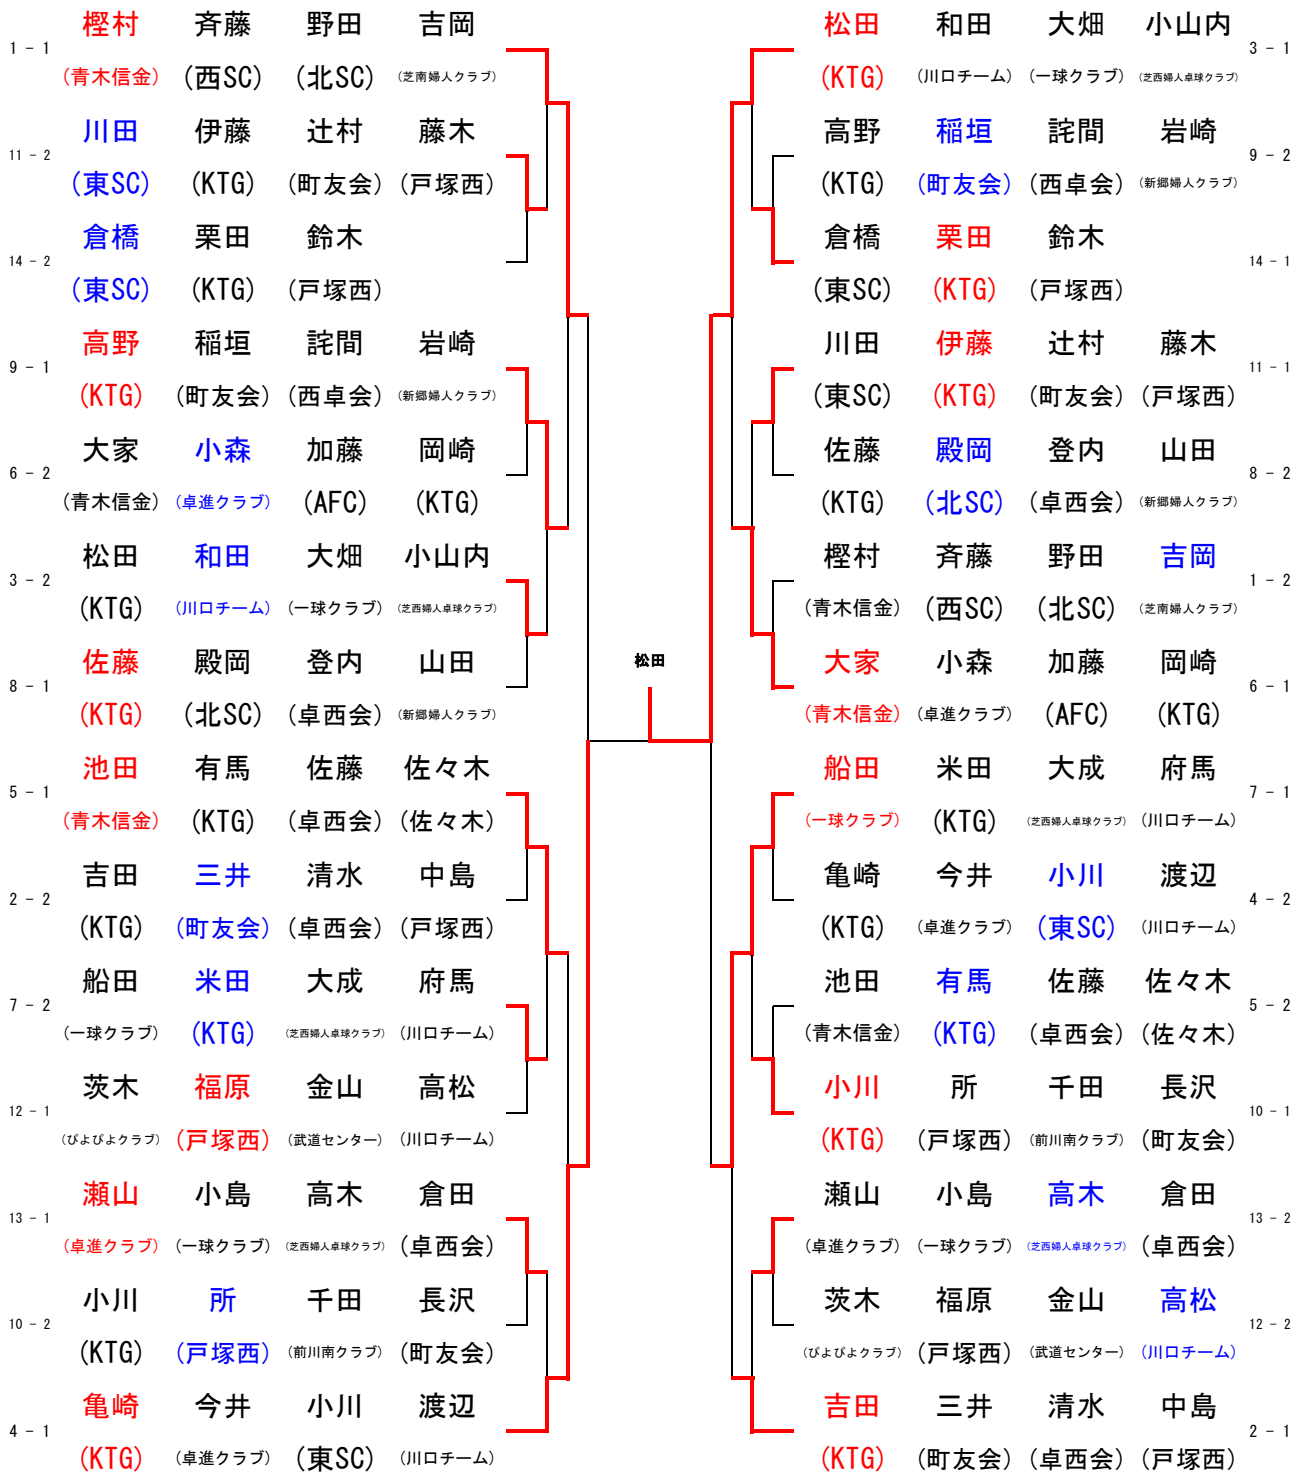 樫村 斉藤 野田 吉岡
1 - 1
(青木信金) (西SC) (北SC) (芝南婦人クラブ)
川田 伊藤 辻村 藤木
11 - 2
(東SC) (KTG) (町友会) (戸塚西)
倉橋 栗田 鈴木
14 - 2
(東SC) (KTG) (戸塚西)
高野 稲垣 詫間 岩崎
9 - 1
(KTG) (町友会) (西卓会) (新郷婦人クラブ)
大家 小森 加藤 岡崎
6 - 2
(青木信金) (卓進クラブ) (AFC) (KTG)
松田 和田 大畑 小山内
3 - 2
(KTG) (川口チーム) (一球クラブ) (芝西婦人卓球クラブ)
佐藤 殿岡 登内 山田
8 - 1
(KTG) (北SC) (卓西会) (新郷婦人クラブ)
池田 有馬 佐藤 佐々木
5 - 1
(青木信金) (KTG) (卓西会) (佐々木)
吉田 三井 清水 中島
2 - 2
(KTG) (町友会) (卓西会) (戸塚西)
船田 米田 大成 府馬
7 - 2
(一球クラブ) (KTG) (芝西婦人卓球クラブ) (川口チーム)
茨木 福原 金山 高松
12 - 1
(ぴよぴよクラブ) (戸塚西) (武道センター) (川口チーム)
瀬山 小島 高木 倉田
13 - 1
(卓進クラブ) (一球クラブ) (芝西婦人卓球クラブ) (卓西会)
小川 所 千田 長沢
10 - 2
(KTG) (戸塚西) (前川南クラブ) (町友会)
亀崎 今井 小川 渡辺
4 - 1
(KTG) (卓進クラブ) (東SC) (川口チーム)
松田
松田 和田 大畑 小山内
3 - 1
(KTG) (川口チーム) (一球クラブ) (芝西婦人卓球クラブ)
高野 稲垣 詫間 岩崎
9 - 2
(KTG) (町友会) (西卓会) (新郷婦人クラブ)
倉橋 栗田 鈴木
14 - 1
(東SC) (KTG) (戸塚西)
川田 伊藤 辻村 藤木
11 - 1
(東SC) (KTG) (町友会) (戸塚西)
佐藤 殿岡 登内 山田
8 - 2
(KTG) (北SC) (卓西会) (新郷婦人クラブ)
樫村 斉藤 野田 吉岡
1 - 2
(青木信金) (西SC) (北SC) (芝南婦人クラブ)
大家 小森 加藤 岡崎
6 - 1
(青木信金) (卓進クラブ) (AFC) (KTG)
船田 米田 大成 府馬
7 - 1
(一球クラブ) (KTG) (芝西婦人卓球クラブ) (川口チーム)
亀崎 今井 小川 渡辺
4 - 2
(KTG) (卓進クラブ) (東SC) (川口チーム)
池田 有馬 佐藤 佐々木
5 - 2
(青木信金) (KTG) (卓西会) (佐々木)
小川 所 千田 長沢
10 - 1
(KTG) (戸塚西) (前川南クラブ) (町友会)
瀬山 小島 高木 倉田
13 - 2
(卓進クラブ) (一球クラブ) (芝西婦人卓球クラブ) (卓西会)
茨木 福原 金山 高松
12 - 2
(ぴよぴよクラブ) (戸塚西) (武道センター) (川口チーム)
吉田 三井 清水 中島
2 - 1
(KTG) (町友会) (卓西会) (戸塚西)